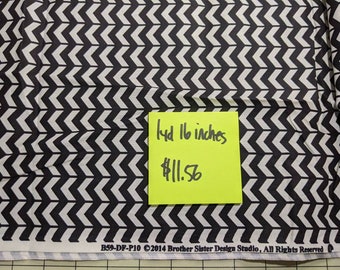 1yd 16 inches
$11.56
B59-DF-P10 ©2014 Brother Sister Design Studio, All Rights Reserved